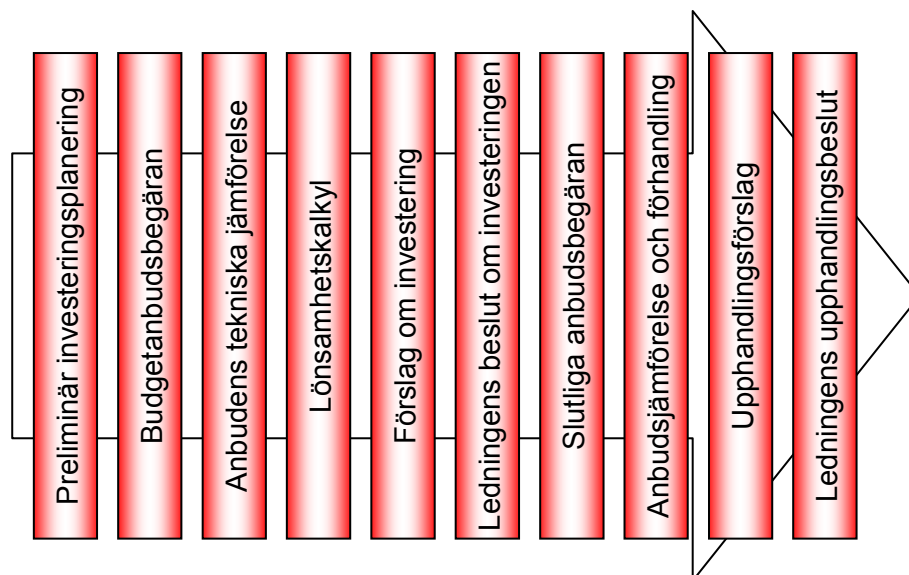 Preliminär investeringsplanering
Budgetanbudsbegäran
Anbudens tekniska jämförelse
Lönsamhetskalkyl
Förslag om investering
Ledningens beslut om investeringen
Slutliga anbudsbegäran
Anbudsjämförelse och förhandling
Upphandlingsförslag
Ledningens upphandlingsbeslut